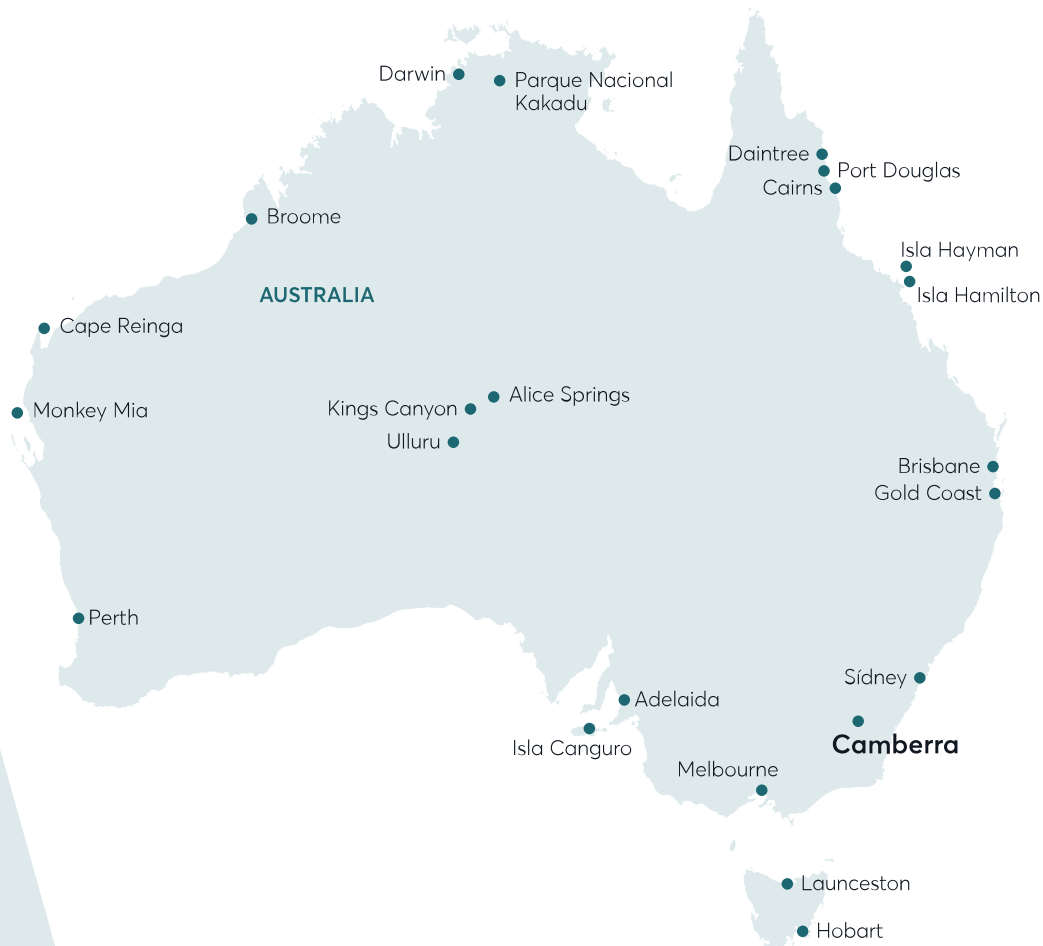 Darwin
Parque Nacional
Kakadu
Daintree
Port Douglas
Cairns
Broome
Isla Hayman
AUSTRALIA
Isla Hamilton
Cape Reinga
Alice Springs
Kings Canyon
Monkey Mia
Ulluru
Brisbane
Gold Coast
Perth
Sídney
Adelaida
Camberra
Isla Canguro
Melbourne
Launceston
Hobart